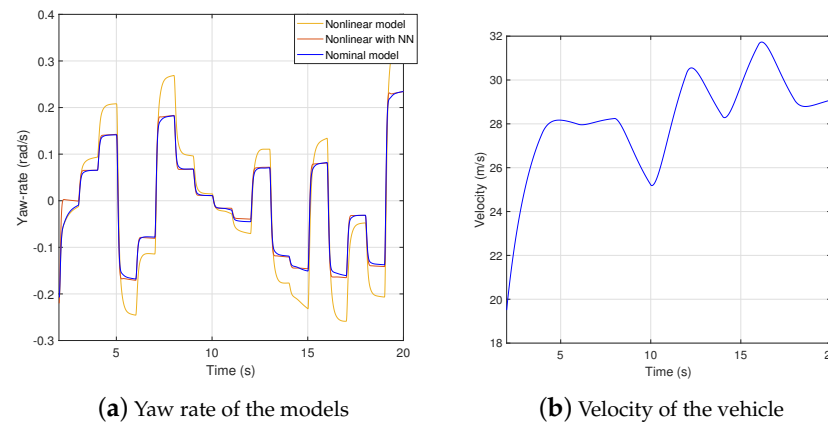 0.4
0.3
0.2
0.1
0
-0.1
-0.2
-0.3
Yaw-rate (rad/s)
Nonlinear model
Nonlinear with NN
Nominal model
5
10
15
20
Time (s)
(a) Yaw rate of the models
32
30
28
26
24
22
20
18
Velocity (m/s)
5
10
15
20
Time (s)
(b) Velocity of the vehicle